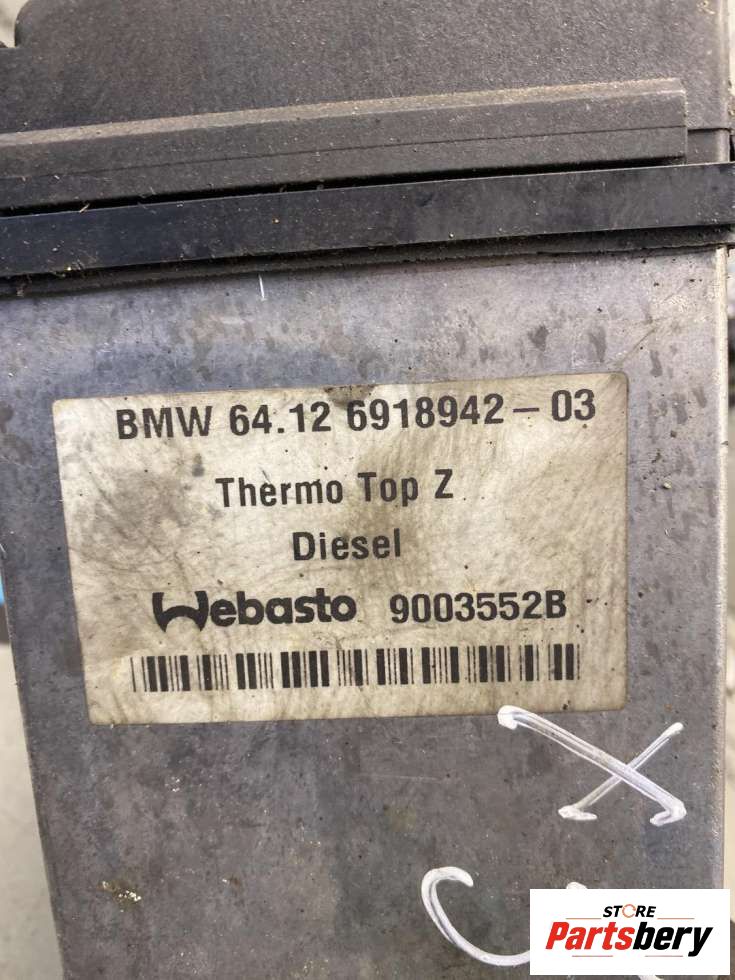 BMW 64.12 6918942-03
Thermo Top Z
Diesel
Webasto 9003552B
X
STORE
Partsbery